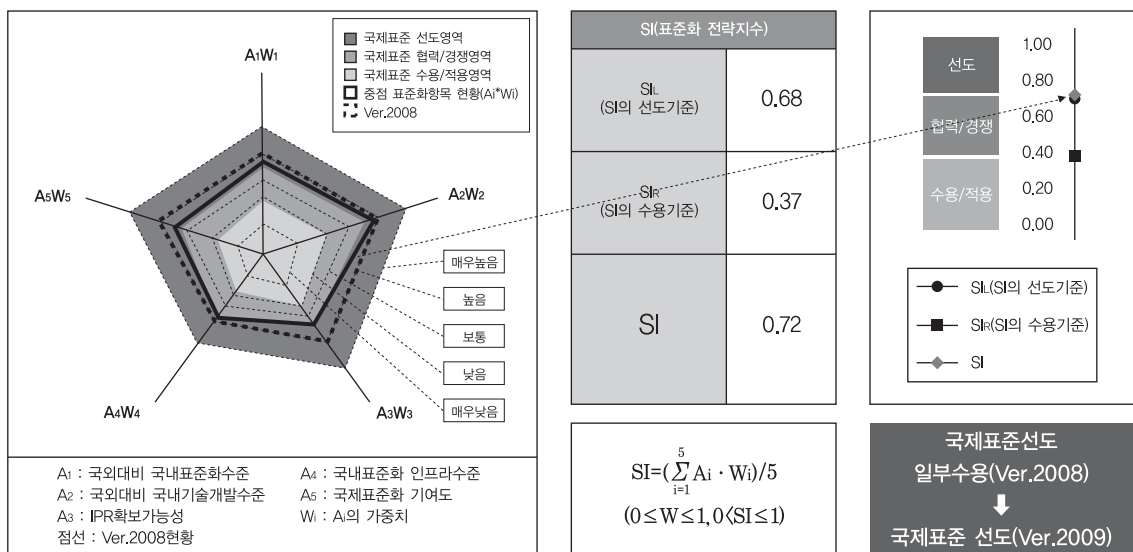 국제표준 선도영역
국제표준 협력/경쟁영역
국제표준 수용/적용영역
중점 표준화항목 현황(Ai*Wi)
Ver.2008
A1W1
A2W2
A5W5
A4W4
A3W3
매우높음
높음
보통
낮음
매우낮음
A1 : 국외대비 국내표준화수준
A2 : 국외대비 국내기술개발수준
A3 : IPR확보가능성
점선 : Ver.2008현황
A4 : 국내표준화 인프라수준
A5 : 국제표준화 기여도
Wi : Ai의 가중치
SI(표준화 전략지수)
SIL
(SI의 선도기준)
0.68
SIR
(SI의 수용기준)
0.37
SI
0.72
SI=(∑Ai · Wi)/5
5
i=1
(0≤W≤1, 0<SI≤1)
선도
협력/경쟁
수용/적용
1.00
0.80
0.60
0.40
0.20
0.00
SIL(SI의 선도기준)
SIR(SI의 수용기준)
SI
국제표준선도
일부수용(Ver.2008)
국제표준 선도(Ver.2009)